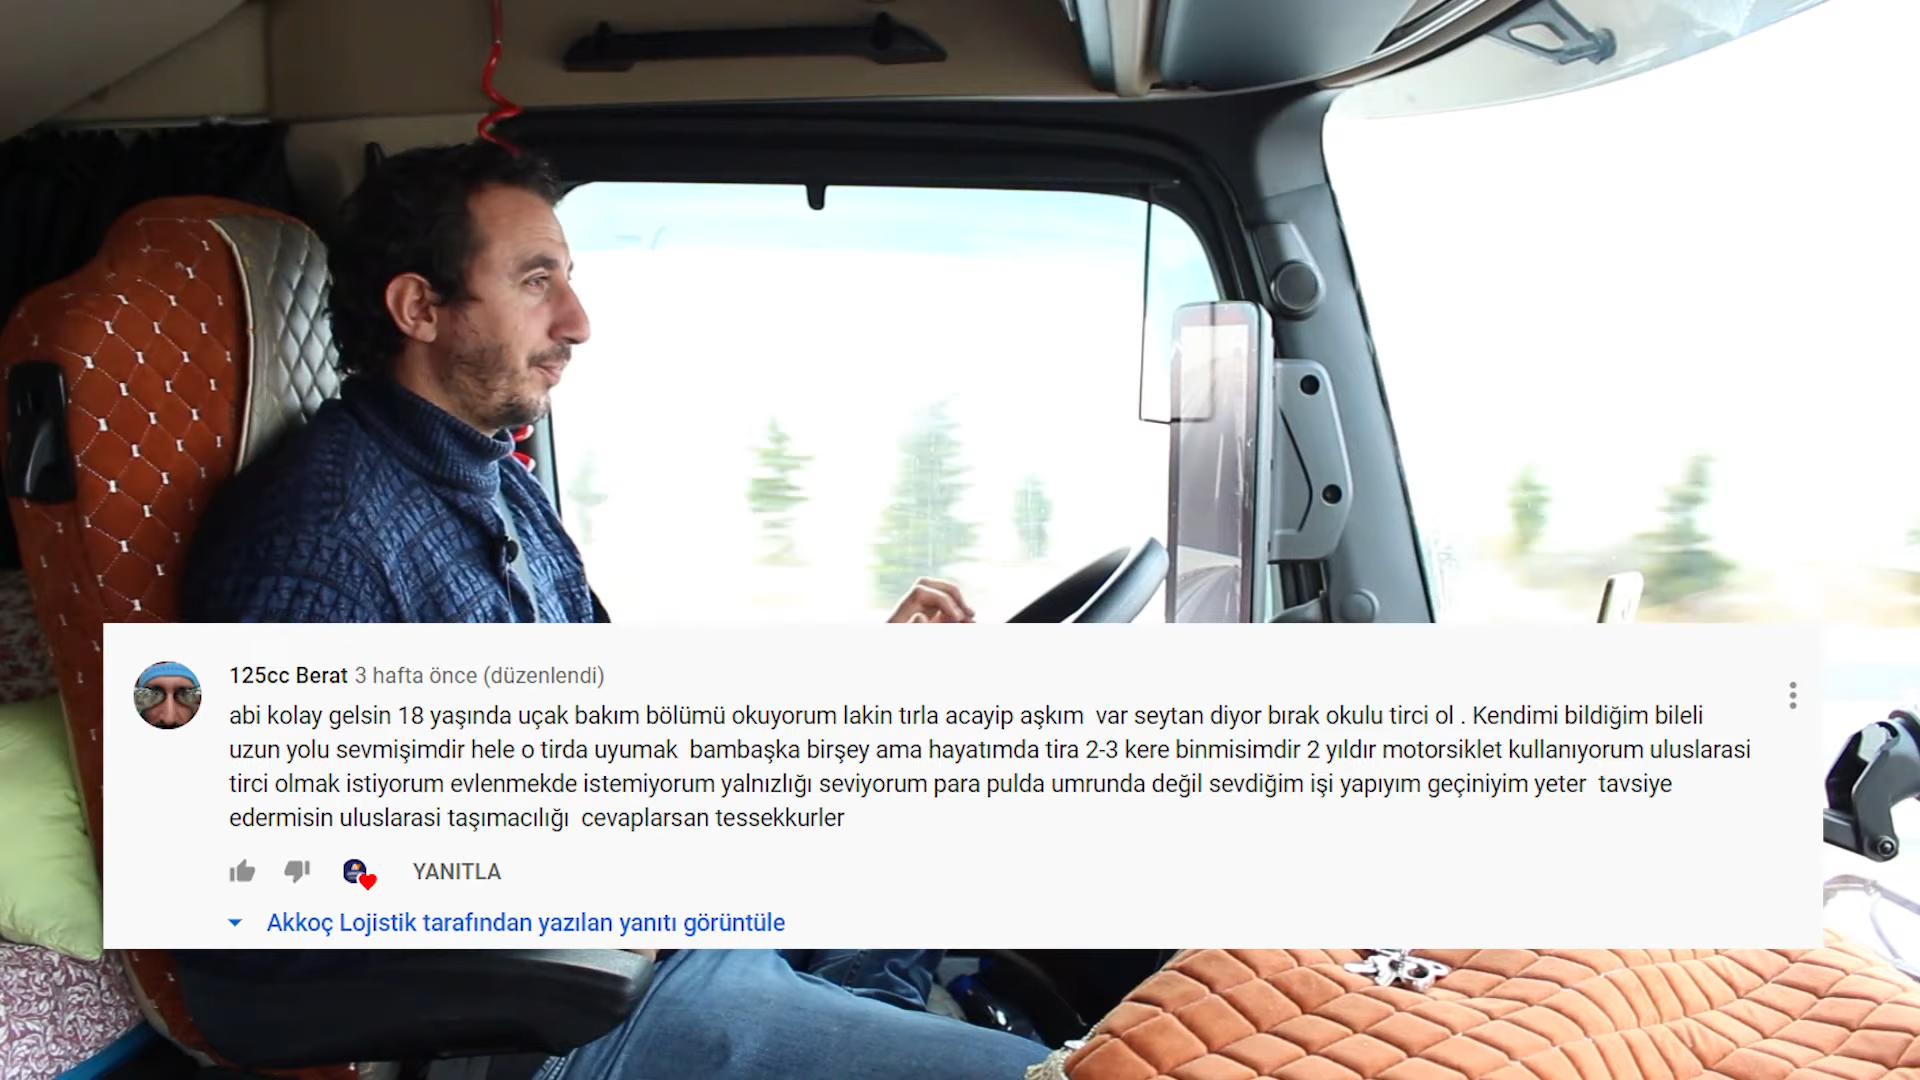 125cc Berat 3 hafta önce (düzenlendi)
abi kolay gelsin 18 yaşında uçak bakım bölümü okuyorum lakin tırla acayip aşkım var seytan diyor bırak okulu tirci ol . Kendimi bildiğim bileli
uzun yolu sevmişimdir hele o tirda uyumak bambaşka birşey ama hayatımda tira 2-3 kere binmisimdir 2 yıldır motorsiklet kullanıyorum uluslarasi
tirci olmak istiyorum evlenmekde istemiyorum yalnızlığı seviyorum para pulda umrunda değil sevdiğim işi yapıyım geçiniyim yeter tavsiye
edermisin uluslarasi taşımacılığı cevaplarsan tessekkurler
YANITLA
Akkoç Lojistik tarafından yazılan yanıtı görüntüle